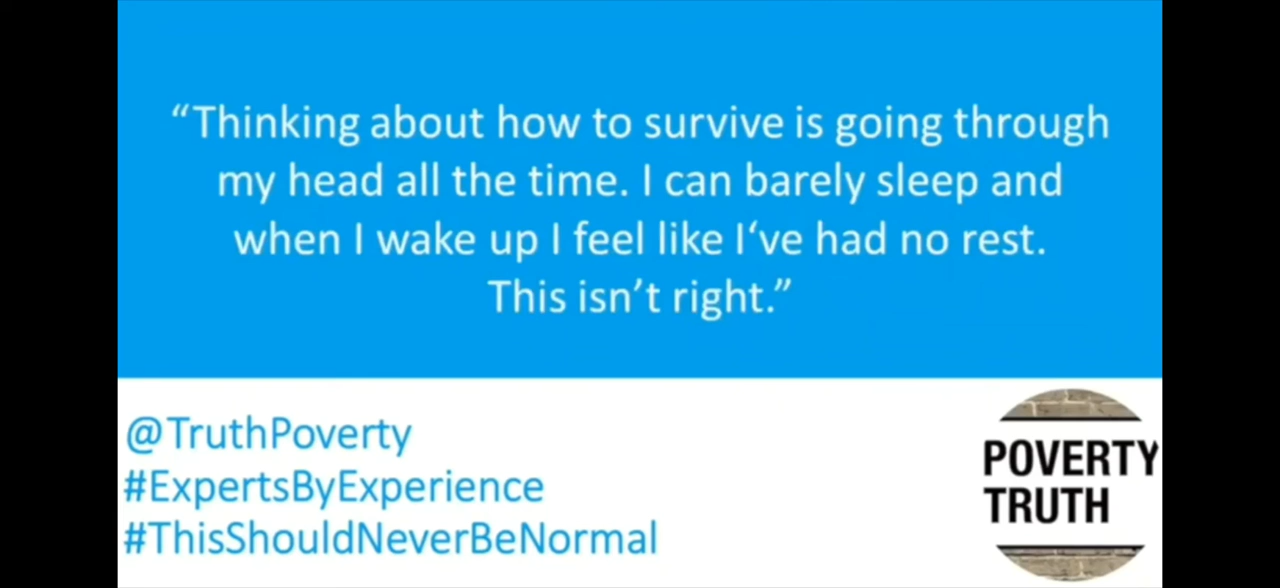 “Thinking about how to survive is going through
my head all the time. I can barely sleep and
when I wake up I feel like I‘ve had no rest.
This isn’t right.”
@TruthPoverty
#ExpertsByExperience
#ThisShouldNeverBeNormal
POVERTY
TRUTH